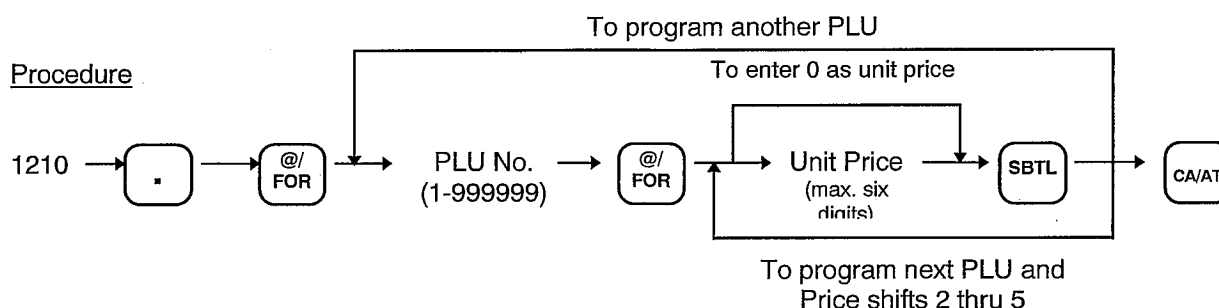 To program another PLU
Procedure
To enter 0 as unit price
1210
.
@/
FOR
PLU No.
(1-999999)
@/
FOR
Unit Price
(max. six
digits)
SBTL
CA/AT
To program next PLU and
Price shifts 2 thru 5